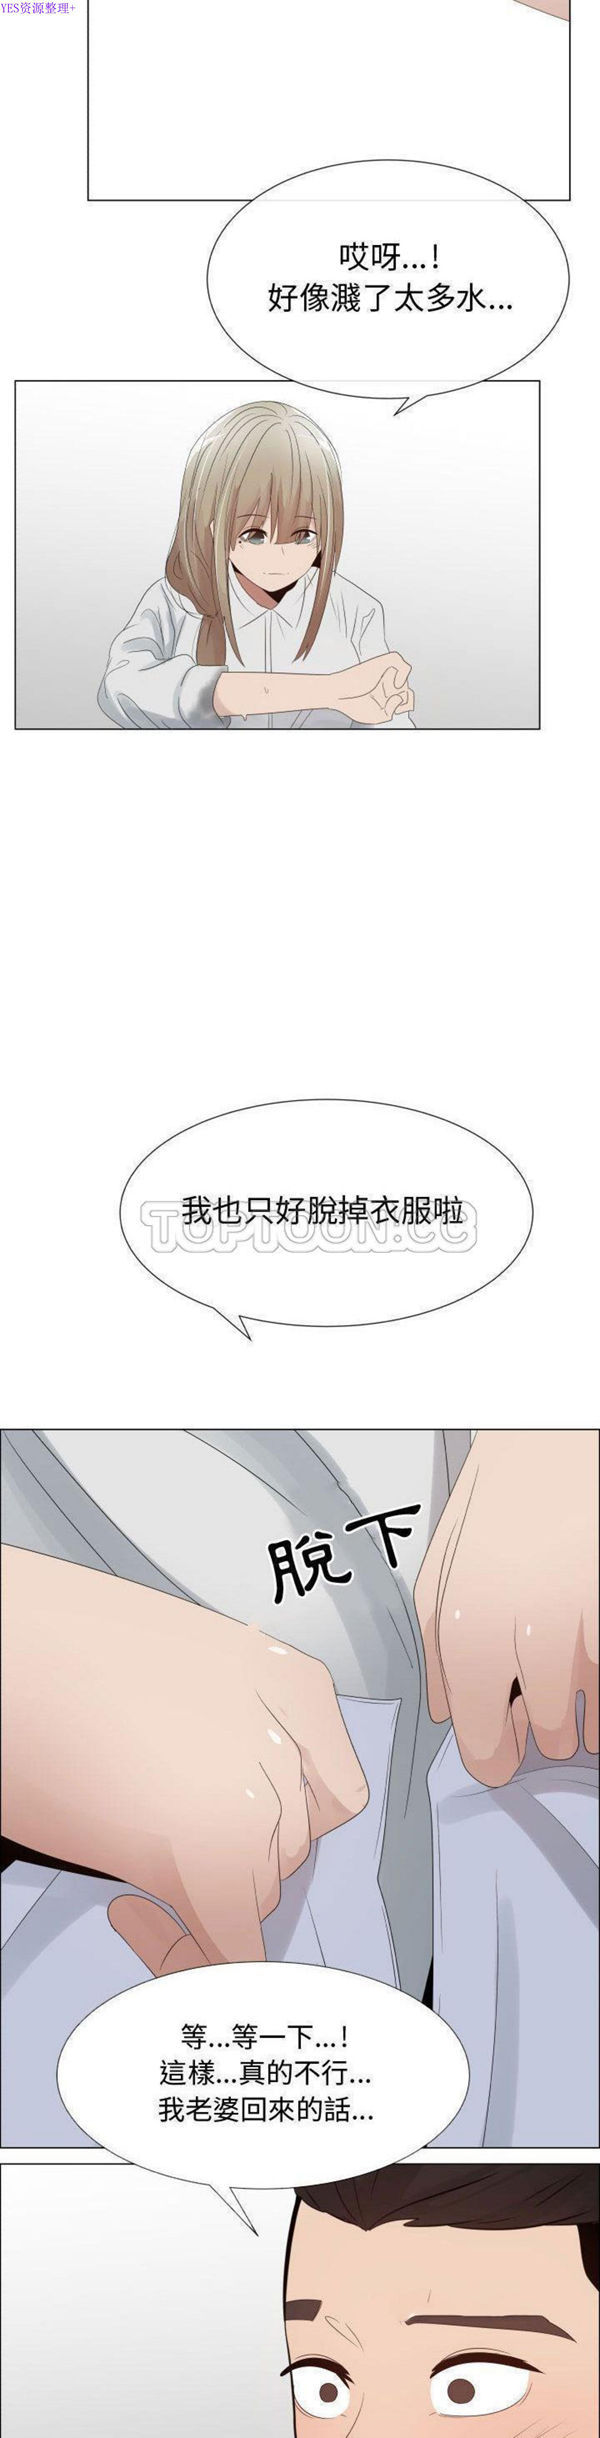 YES资源整理+
哎呀...!
好像濺了太多水...
我也只好脫掉衣服啦
TOPTOON.CC
脫下
等...等一下...!
這樣...真的不行...
我老婆回來的話...